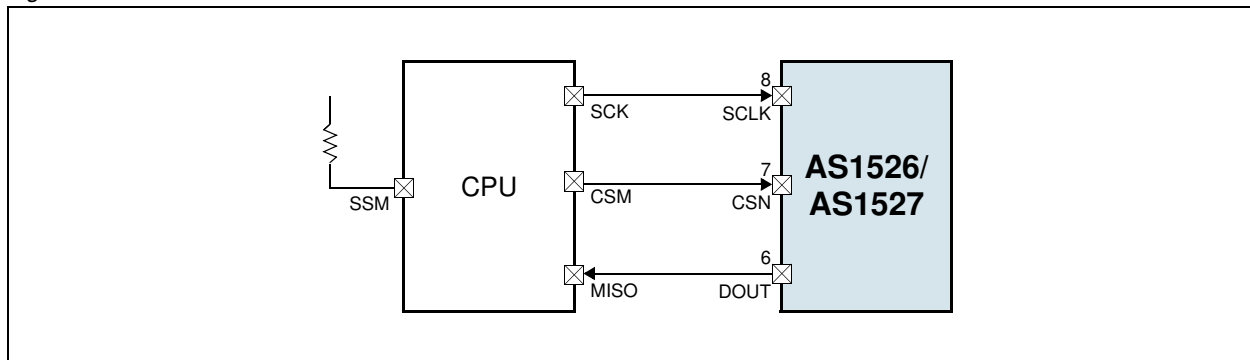 8
SCK SCLK
AS1526/
AS1527
7
CPU
CSM CSN
SSM
6
MISO DOUT